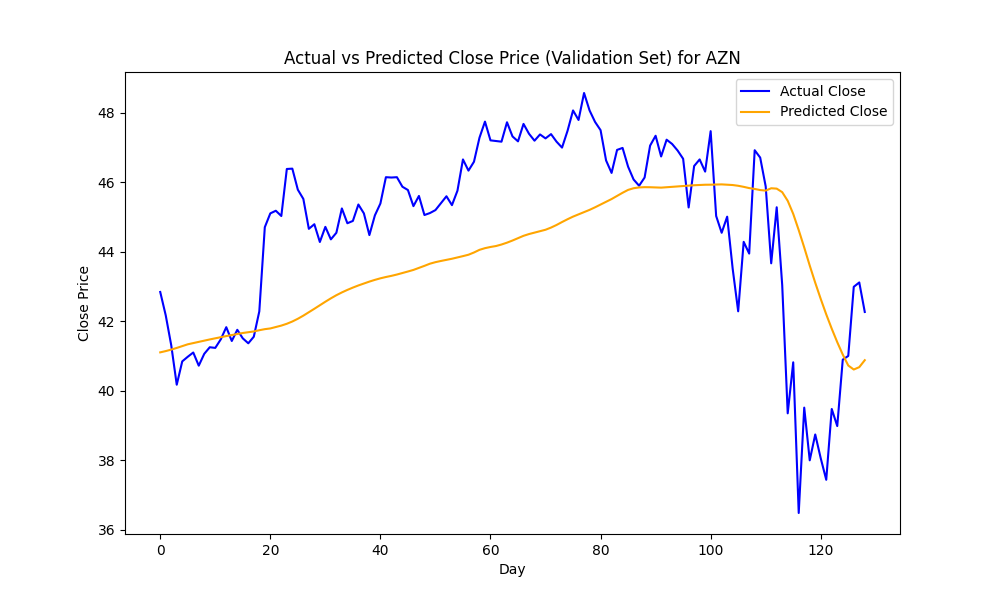 Actual vs Predicted Close Price (Validation Set) for AZN
Actual Close
Predicted Close
Close Price
48
46
44
42
40
38
36
0 20 40 60 80 100 120
Day